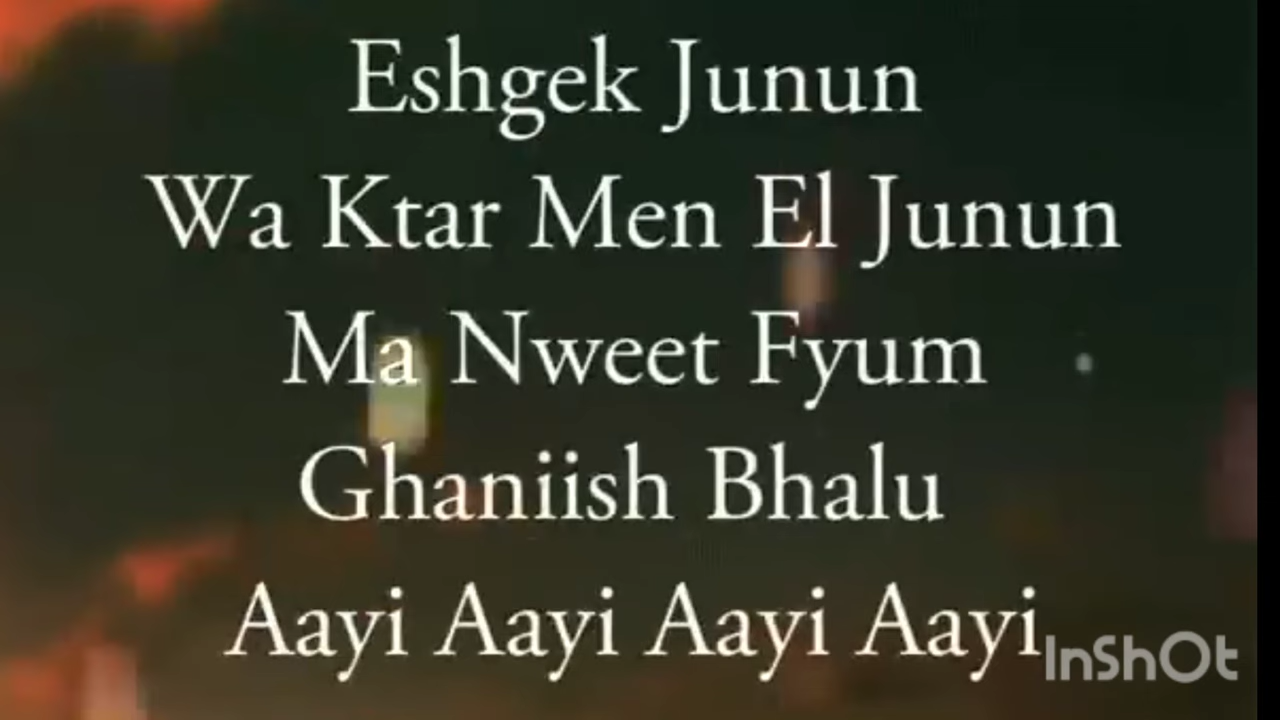 Eshgek Junun
Wa Ktar Men El Junun
Ma Nweet Fyum
Ghaniish Bhalu
Aayi Aayi Aayi Aayi
InShOt